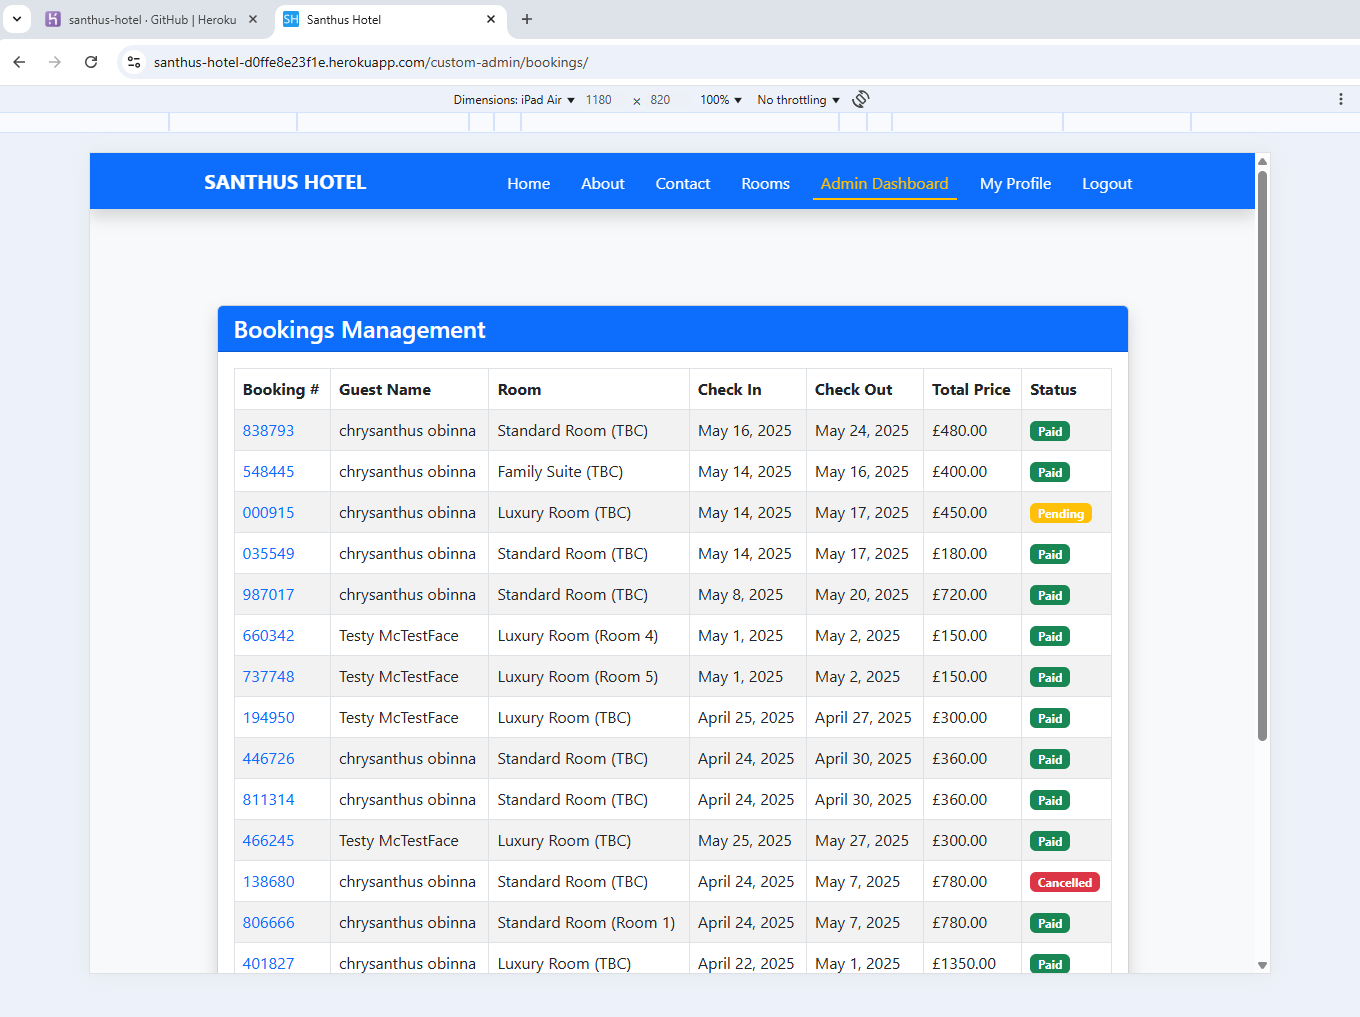 santhus-hotel · GitHub | Heroku
SH Santhus Hotel
santhus-hotel-d0ffe8e23f1e.herokuapp.com/custom-admin/bookings/
Dimensions: iPad Air 1180 × 820 100% No throttling
SANTHUS HOTEL Home About Contact Rooms Admin Dashboard My Profile Logout
Bookings Management
Booking # Guest Name Room Check In Check Out Total Price Status
838793 chrysanthus obinna Standard Room (TBC) May 16, 2025 May 24, 2025 £480.00 Paid
548445 chrysanthus obinna Family Suite (TBC) May 14, 2025 May 16, 2025 £400.00 Paid
000915 chrysanthus obinna Luxury Room (TBC) May 14, 2025 May 17, 2025 £450.00 Pending
035549 chrysanthus obinna Standard Room (TBC) May 14, 2025 May 17, 2025 £180.00 Paid
987017 chrysanthus obinna Standard Room (TBC) May 8, 2025 May 20, 2025 £720.00 Paid
660342 Testy McTestFace Luxury Room (Room 4) May 1, 2025 May 2, 2025 £150.00 Paid
737748 Testy McTestFace Luxury Room (Room 5) May 1, 2025 May 2, 2025 £150.00 Paid
194950 Testy McTestFace Luxury Room (TBC) April 25, 2025 April 27, 2025 £300.00 Paid
446726 chrysanthus obinna Standard Room (TBC) April 24, 2025 April 30, 2025 £360.00 Paid
811314 chrysanthus obinna Standard Room (TBC) April 24, 2025 April 30, 2025 £360.00 Paid
466245 Testy McTestFace Luxury Room (TBC) May 25, 2025 May 27, 2025 £300.00 Paid
138680 chrysanthus obinna Standard Room (TBC) April 24, 2025 May 7, 2025 £780.00 Cancelled
806666 chrysanthus obinna Standard Room (Room 1) April 24, 2025 May 7, 2025 £780.00 Paid
401827 chrysanthus obinna Luxury Room (TBC) April 22, 2025 May 1, 2025 £1350.00 Paid